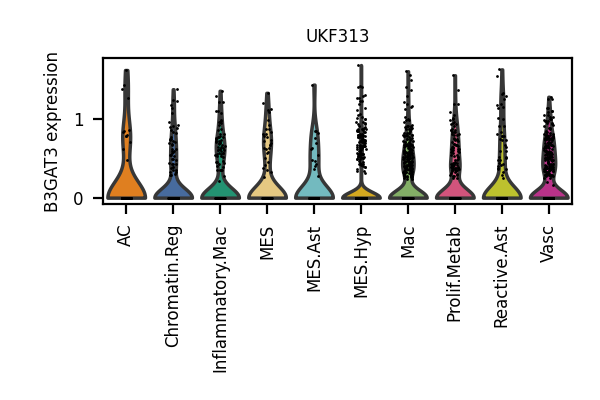 UKF313
B3GAT3 expression
1
0
AC
Chromatin.Reg
Inflammatory.Mac
MES
MES.Ast
MES.Hyp
Mac
Prolif.Metab
Reactive.Ast
Vasc